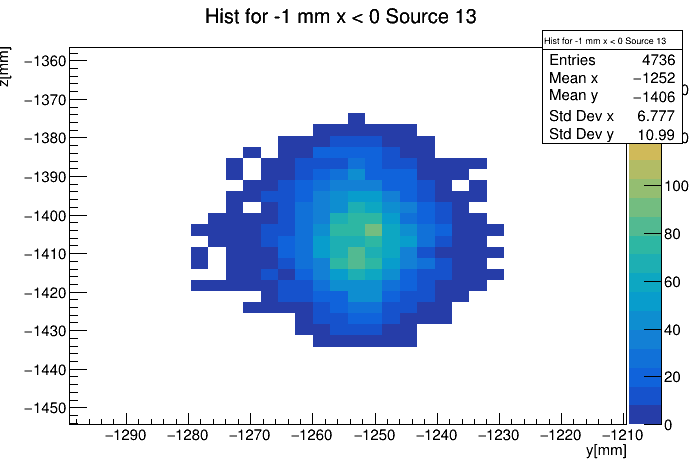 Hist for -1 mm x < 0 Source 13
z[mm]
Hist for -1 mm x < 0 Source 13
Entries 4736
Mean x −1252
Mean y −1406
Std Dev x 6.777
Std Dev y 10.99
−1360
−1370
−1380
−1390
−1400
−1410
−1420
−1430
−1440
−1450
0
0
100
80
60
40
20
0
−1290 −1280 −1270 −1260 −1250 −1240 −1230 −1220 −1210
y[mm]